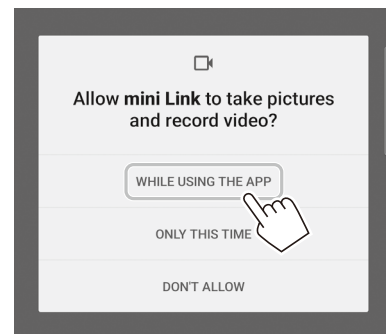 Allow mini Link to take pictures
and record video?
WHILE USING THE APP
ONLY THIS TIME
DON'T ALLOW